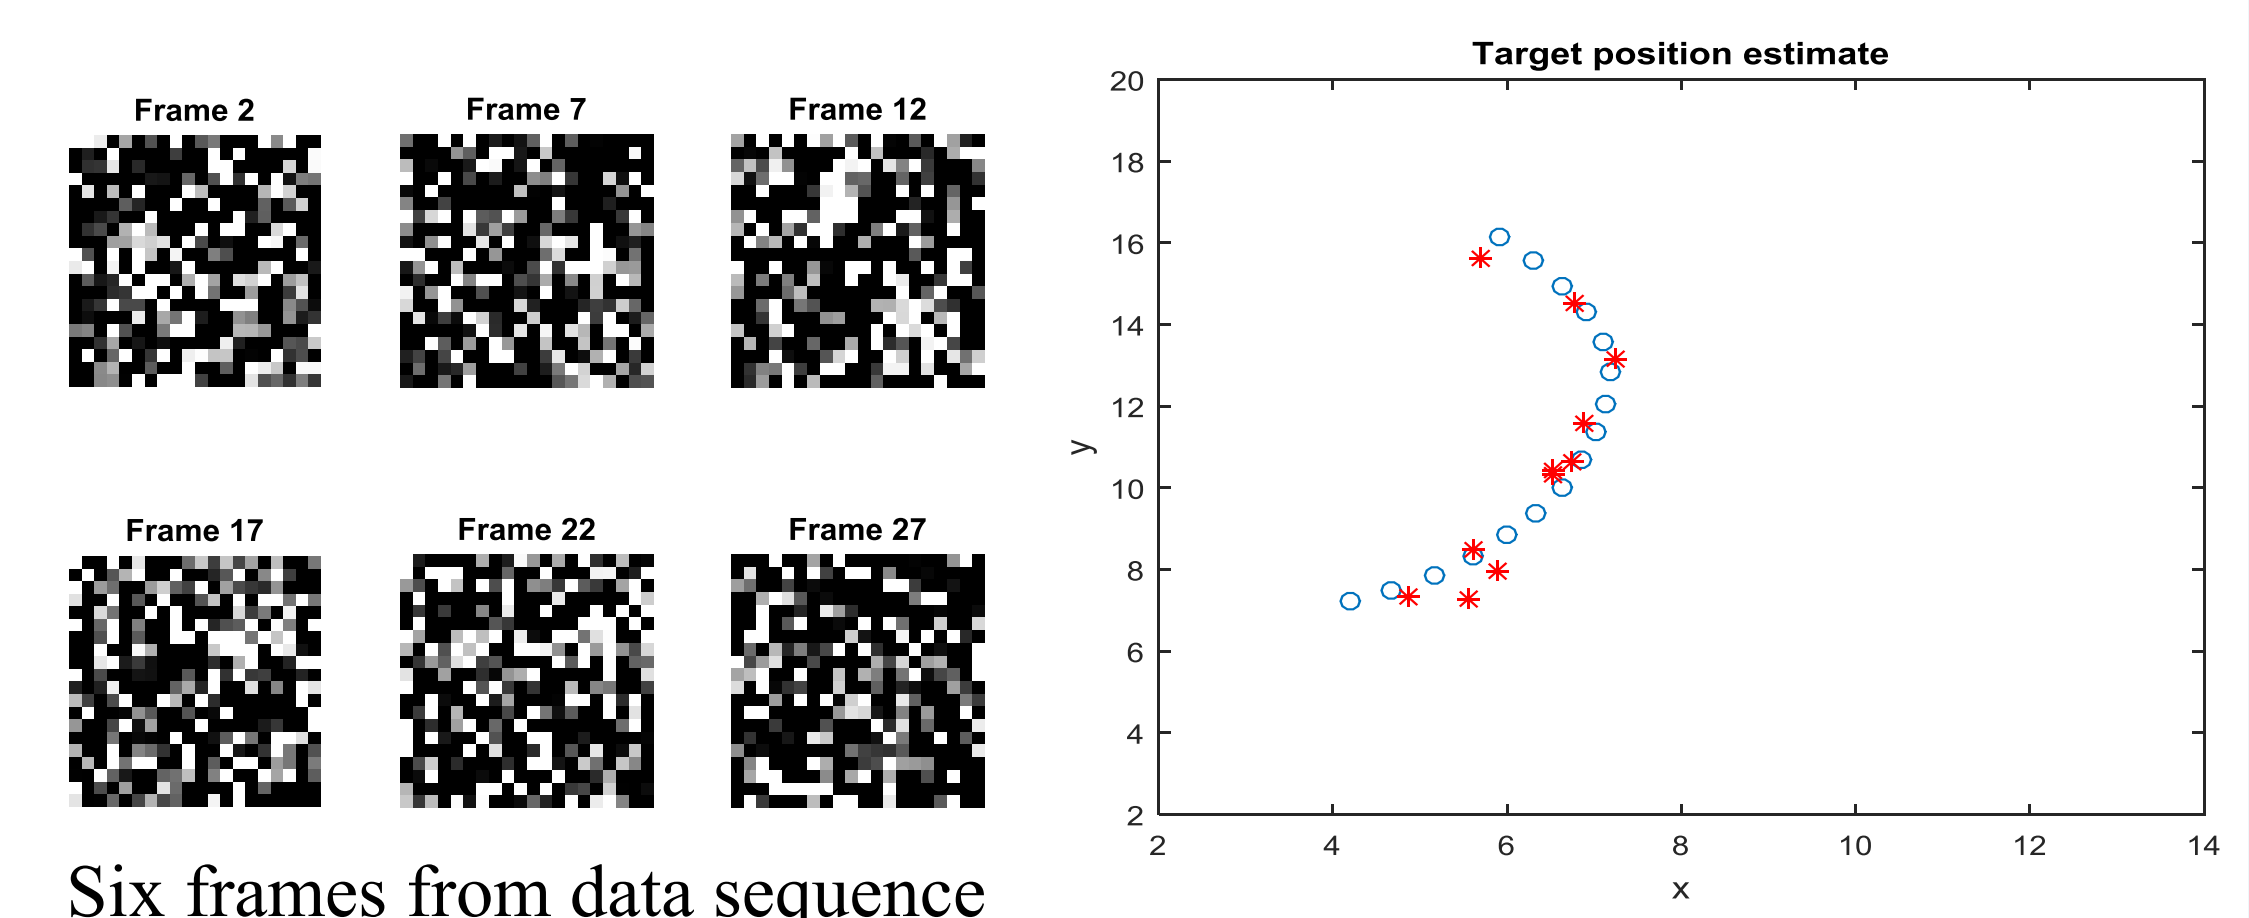 Frame 2
Frame 7
Frame 12
Frame 17
Frame 22
Frame 27
Six frames from data sequence
Target position estimate
20
18
16
14
12
10
8
6
4
2
y
2 4 6 8 10 12 14
x